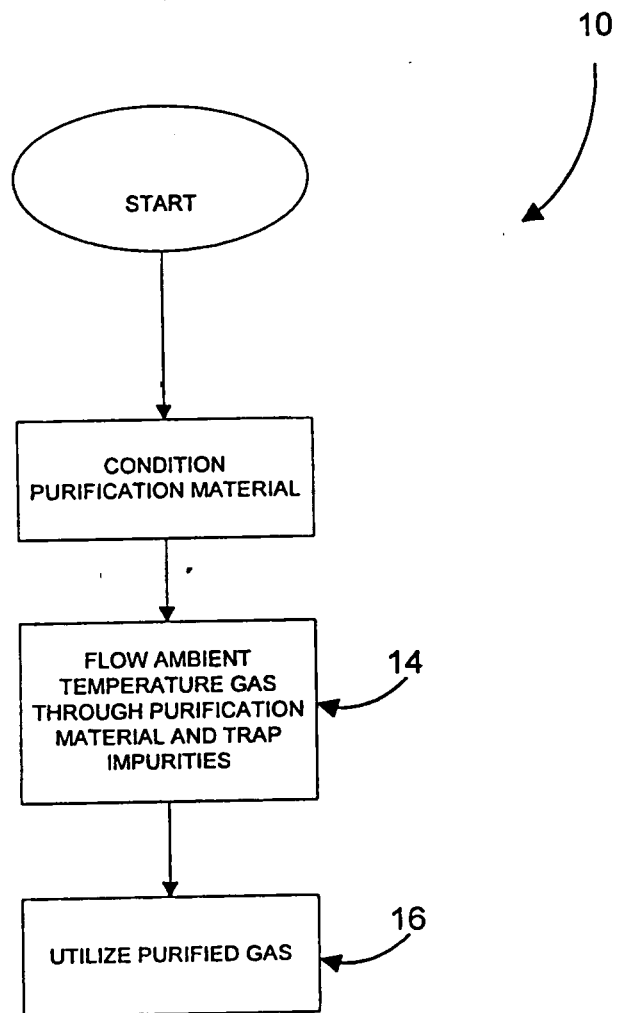 10
START
CONDITION
PURIFICATION MATERIAL
FLOW AMBIENT
TEMPERATURE GAS
THROUGH PURIFICATION
MATERIAL AND TRAP
IMPURITIES
14
UTILIZE PURIFIED GAS
16